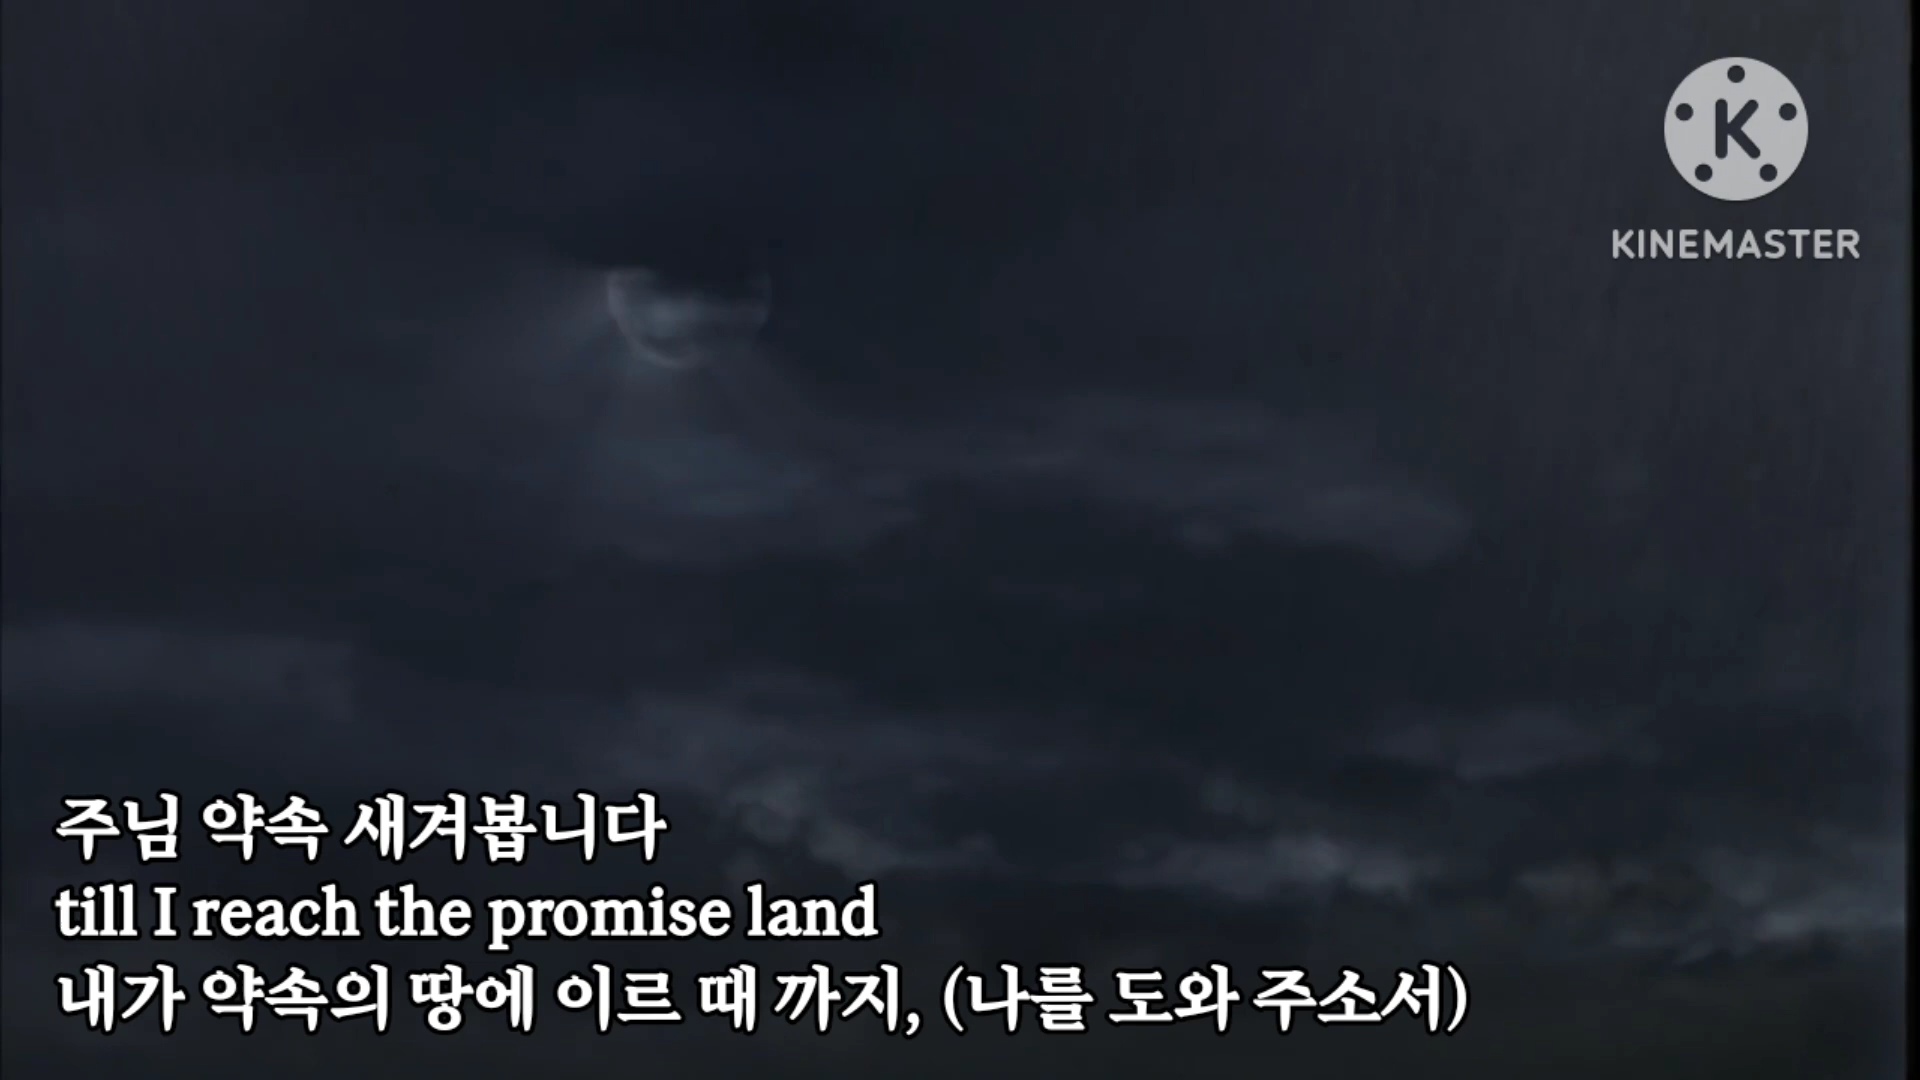 KINEMASTER
주님 약속 새겨봅니다
till I reach the promise land
내가 약속의 땅에 이르 때 까지, (나를 도와 주소서)